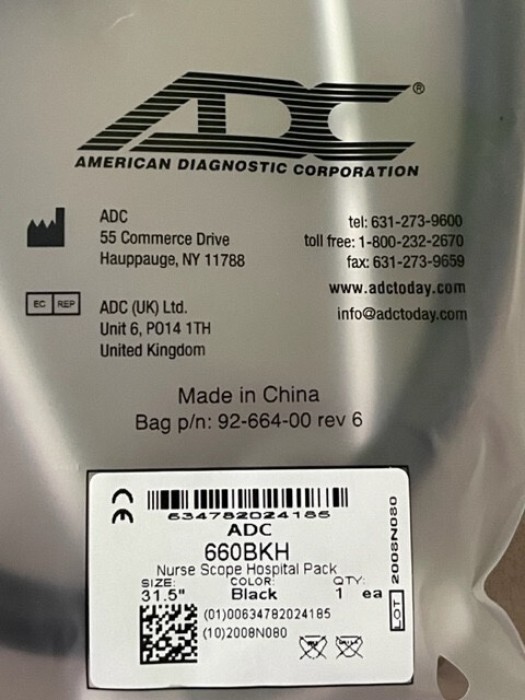 ADC®
AMERICAN DIAGNOSTIC CORPORATION
ADC
55 Commerce Drive
Hauppauge, NY 11788
tel: 631-273-9600
toll free: 1-800-232-2670
fax: 631-273-9659
www.adctoday.com
info@adctoday.com
EC REP
ADC (UK) Ltd.
Unit 6, PO14 1TH
United Kingdom
Made in China
Bag p/n: 92-664-00 rev 6
CE
634782024185
ADC
660BKH
Nurse Scope Hospital Pack
SIZE: COLOR: QTY:
31.5" Black 1 ea
(01)00634782024185
(10)2008N080
LOT 2008N080